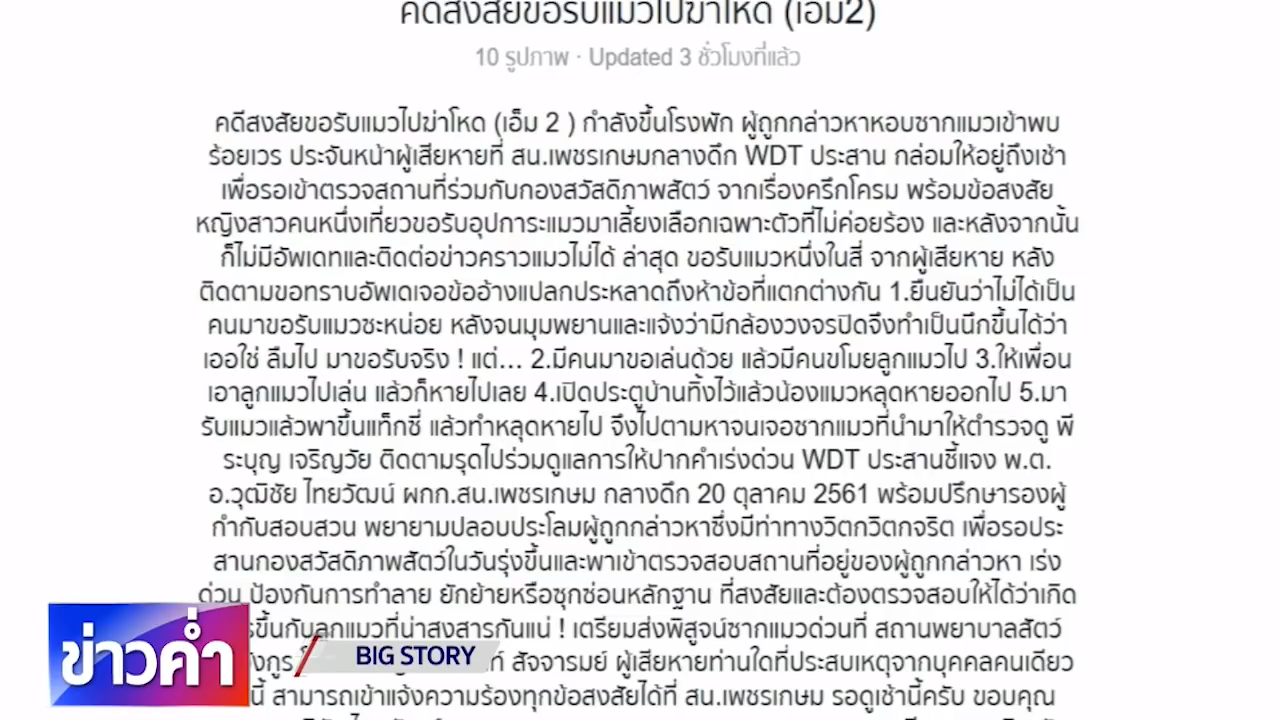 คดีสงสัยขอรับแมวไปฆ่าโหด (เอ็ม2)
10 รูปภาพ · Updated 3 ชั่วโมงที่แล้ว
คดีสงสัยขอรับแมวไปฆ่าโหด (เอ็ม 2 ) กำลังขึ้นโรงพัก ผู้ถูกกล่าวหาหอบซากแมวเข้าพบ
ร้อยเวร ประจันหน้าผู้เสียหายที่ สน.เพชรเกษมกลางดึก WDT ประสาน กล่อมให้อยู่ถึงเช้า
เพื่อรอเข้าตรวจสถานที่ร่วมกับกองสวัสดิภาพสัตว์ จากเรื่องครึกโครม พร้อมข้อสงสัย
หญิงสาวคนหนึ่งเที่ยวขอรับอุปการะแมวมาเลี้ยงเลือกเฉพาะตัวที่ไม่ค่อยร้อง และหลังจากนั้น
ก็ไม่มีอัพเดทและติดต่อข่าวคราวแมวไม่ได้ ล่าสุด ขอรับแมวหนึ่งในสี่ จากผู้เสียหาย หลัง
ติดตามขอทราบอัพเดเจอข้ออ้างแปลกประหลาดถึงห้าข้อที่แตกต่างกัน 1.ยืนยันว่าไม่ได้เป็น
คนมาขอรับแมวซะหน่อย หลังจนมุมพยานและแจ้งว่ามีกล้องวงจรปิดจึงทำเป็นนึกขึ้นได้ว่า
เออใช่ ลืมไป มาขอรับจริง ! แต่... 2.มีคนมาขอเล่นด้วย แล้วมีคนขโมยลูกแมวไป 3.ให้เพื่อน
เอาลูกแมวไปเล่น แล้วก็หายไปเลย 4.เปิดประตูบ้านทิ้งไว้แล้วน้องแมวหลุดหายออกไป 5.มา
รับแมวแล้วพาขึ้นแท็กซี่ แล้วทำหลุดหายไป จึงไปตามหาจนเจอซากแมวที่นำมาให้ตำรวจดู พี
ระบุญ เจริญวัย ติดตามรุดไปร่วมดูแลการให้ปากคำเร่งด่วน WDT ประสานชี้แจง พ.ต.
อ.วุฒิชัย ไทยวัฒน์ ผกก.สน.เพชรเกษม กลางดึก 20 ตุลาคม 2561 พร้อมปรึกษารองผู้
กำกับสอบสวน พยายามปลอบประโลมผู้ถูกกล่าวหาซึ่งมีท่าทางวิตกวิตกจริต เพื่อรอประ
สานกองสวัสดิภาพสัตว์ในวันรุ่งขึ้นและพาเข้าตรวจสอบสถานที่อยู่ของผู้ถูกกล่าวหา เร่ง
ด่วน ป้องกันการทำลาย ยักย้ายหรือซุกซ่อนหลักฐาน ที่สงสัยและต้องตรวจสอบให้ได้ว่าเกิด
ขึ้นกับลูกแมวที่น่าสงสารกันแน่ ! เตรียมส่งพิสูจน์ซากแมวด่วนที่ สถานพยาบาลสัตว์
สัจจารมย์ ผู้เสียหายท่านใดที่ประสบเหตุจากบุคคลคนเดียว
นี้ สามารถเข้าแจ้งความร้องทุกข้อสงสัยได้ที่ สน.เพชรเกษม รอดูเช้านี้ครับ ขอบคุณ
ข่าวค่ำ
BIG STORY